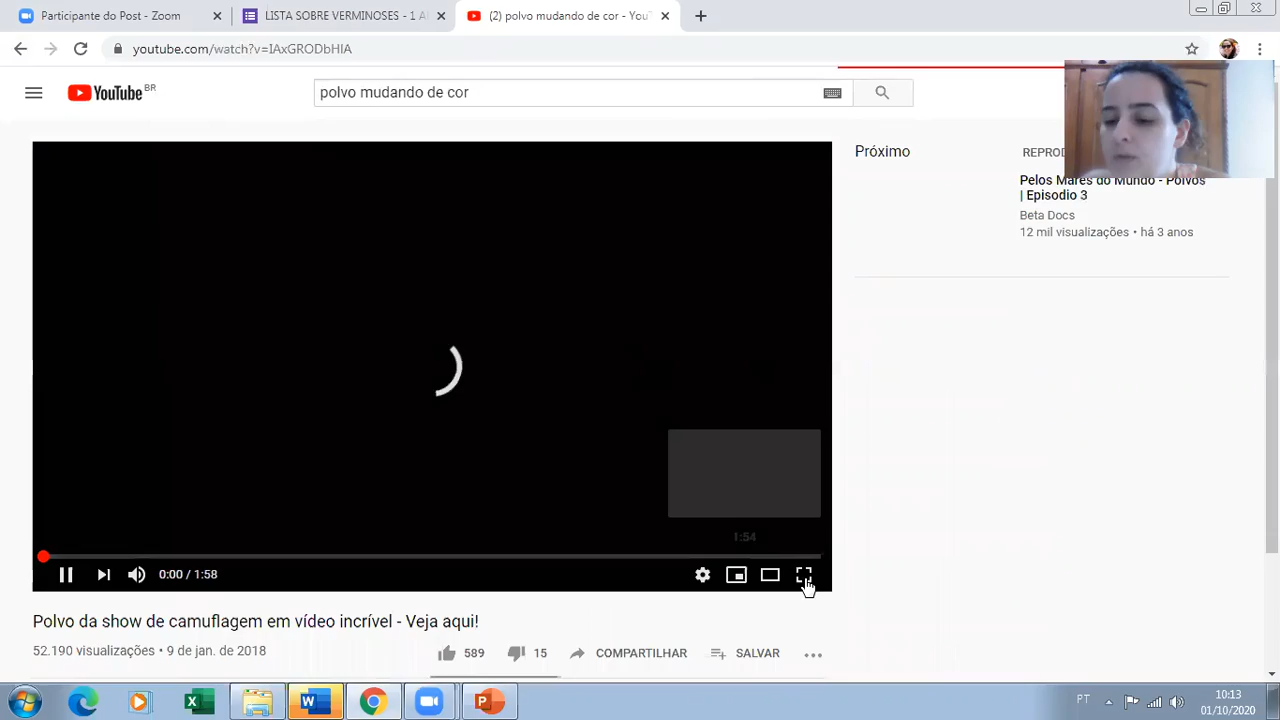 Participante do Post - Zoom
LISTA SOBRE VERMINOSES - 1 A
(2) polvo mudando de cor - You
youtube.com/watch?v=IAxGRODbHIA
YouTube BR
polvo mudando de cor
Próximo
REPROD
Pelos Mares do Mundo - Polvos
| Episodio 3
Beta Docs
12 mil visualizações • há 3 anos
1:54
0:00 / 1:58
Polvo da show de camuflagem em vídeo incrível - Veja aqui!
52.190 visualizações • 9 de jan. de 2018
589
15
COMPARTILHAR
SALVAR
PT
10:13
01/10/2020